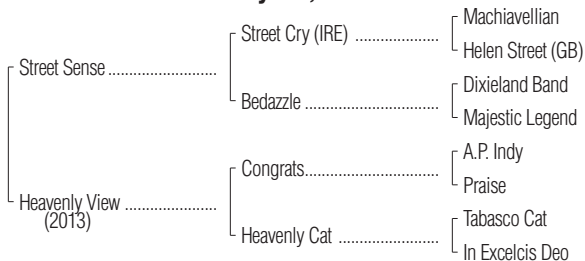 Machiavellian
Street Cry (IRE) ..................
Helen Street (GB)
Street Sense ........................
Dixieland Band
Bedazzle ..............................
Majestic Legend
A.P. Indy
Congrats..............................
Praise
Heavenly View ....................
(2013)
Tabasco Cat
Heavenly Cat ......................
In Excelcis Deo